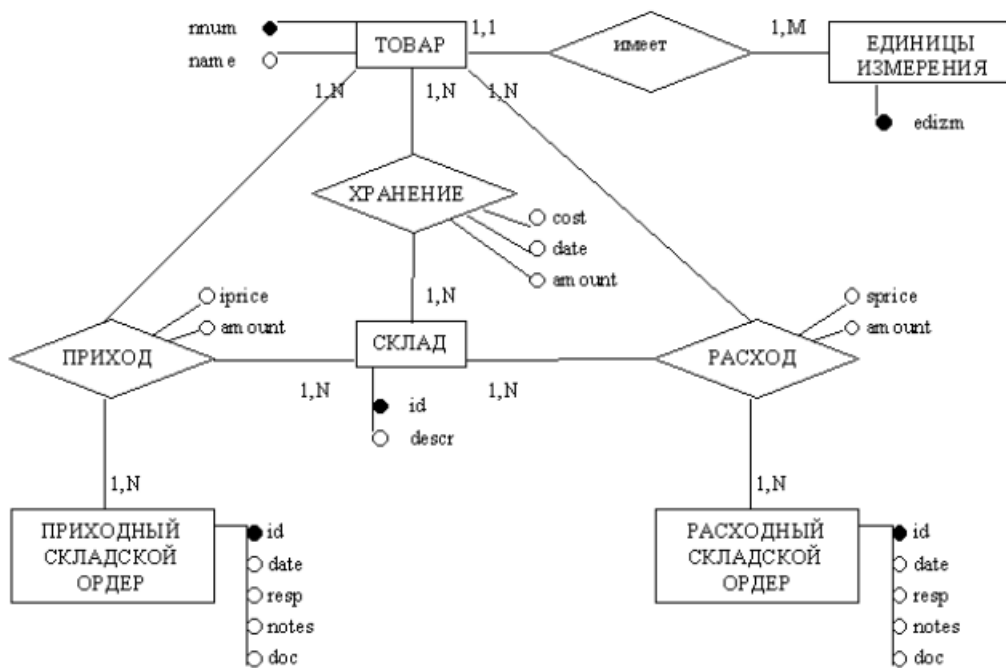 nnum
name
ТОВАР
1,1
имеет
1,M
ЕДИНИЦЫ
ИЗМЕРЕНИЯ
edizm
1,N
1,N
1,N
ХРАНЕНИЕ
cost
date
amount
1,N
iprice
amount
ПРИХОД
СКЛАД
sprice
amount
РАСХОД
1,N
1,N
id
descr
1,N
1,N
ПРИХОДНЫЙ
СКЛАДСКОЙ
ОРДЕР
id
date
resp
notes
doc
РАСХОДНЫЙ
СКЛАДСКОЙ
ОРДЕР
id
date
resp
notes
doc